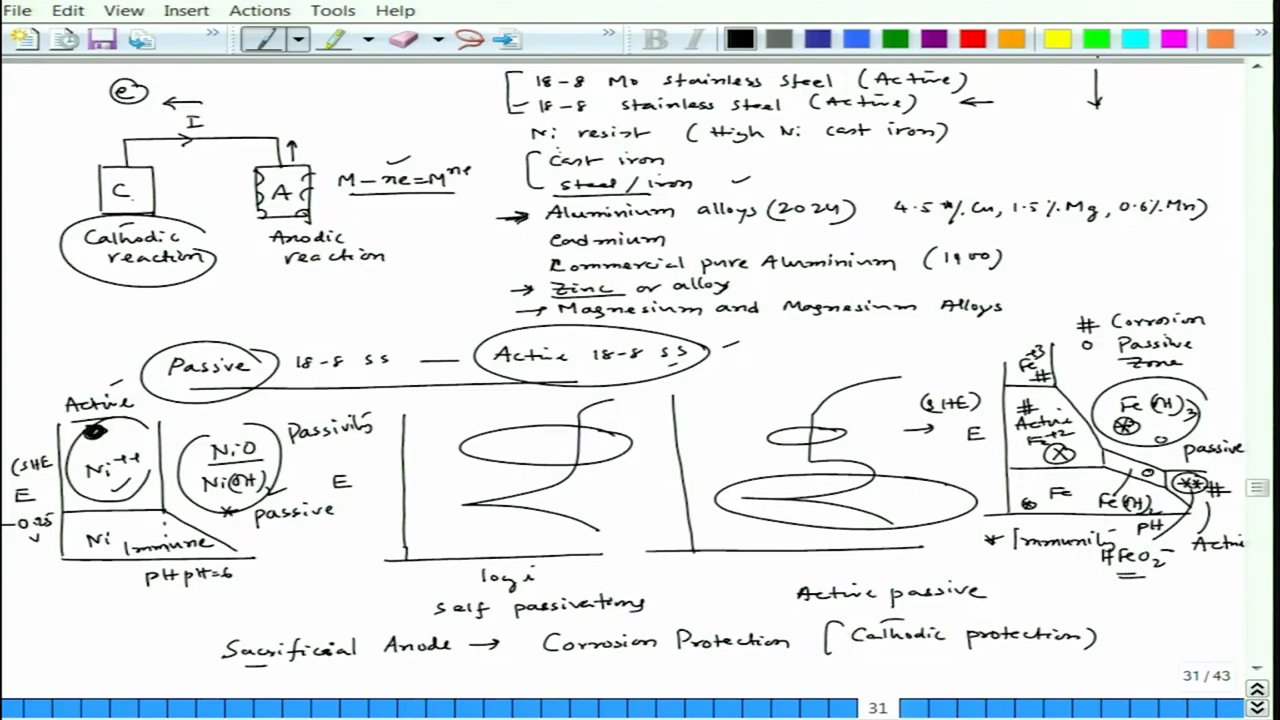 File Edit View Insert Actions Tools Help
B I
e⁻
I
C
A
M - ne = M^ne
Cathodic
reaction
Anodic
reaction
18-8 Mo stainless steel (Active)
18-8 stainless steel (Active)
Ni resist (High Ni cast iron)
Cast iron
Steel/iron
Aluminium alloys (2024) 4.5% Cu, 1.5% Mg, 0.6% Mn)
Cadmium
Commercial pure Aluminium (1100)
Zinc or alloy
Magnesium and Magnesium Alloys
Passive 18-8 SS — Active 18-8 SS
# Corrosion
o Passive
Zone
Active
(SHE
E
-0.25
V
Ni⁺⁺
NiO
Ni(OH)₂
Passivity
* passive
Ni Immune
pH pH=6
E
log i
Self passivating
Active passive
(SHE)
E
Fe⁺³
#
#
Active
Fe⁺²
Fe(OH)₃
*
o
passive
o
** #
* Fe
Fe(OH)₂
pH
* Immunity
#FeO₂⁻
Sacrificial Anode → Corrosion Protection (Cathodic protection)
31 / 43
31